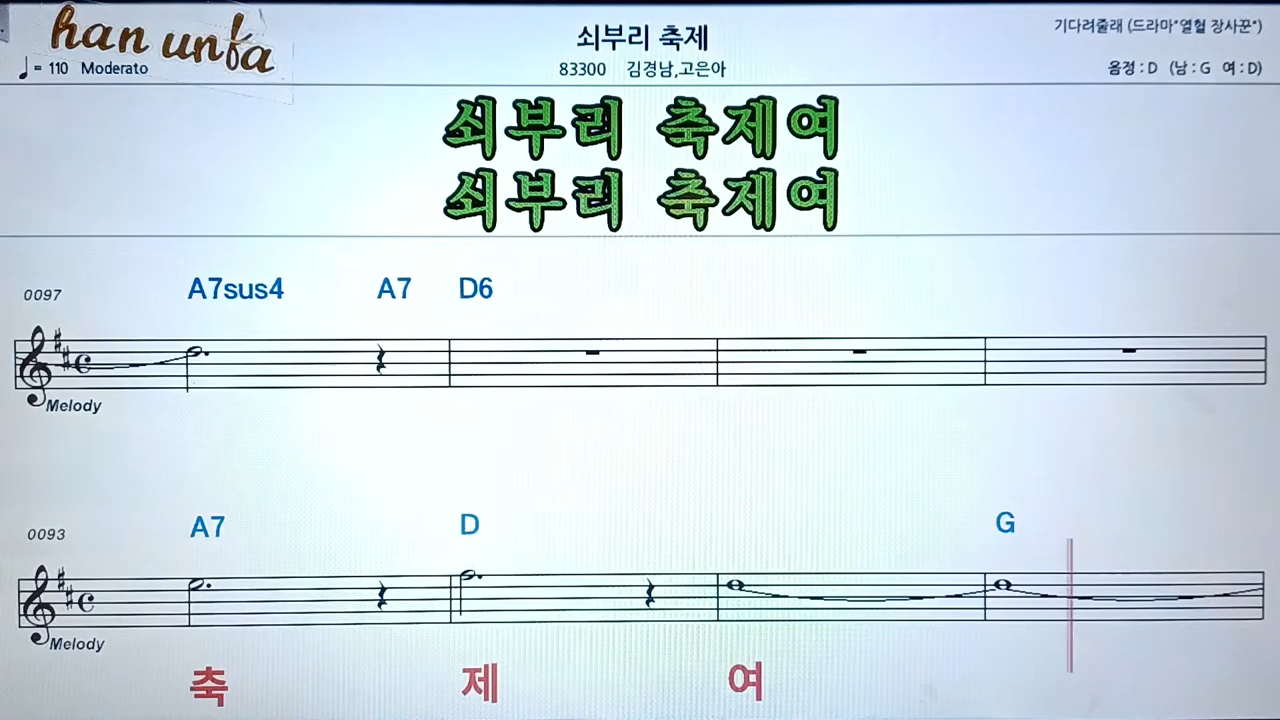 han unfa
♩= 110 Moderato
쇠부리 축제
83300 김경남,고은아
기다려줄래 (드라마"열혈 장사꾼")
음정 : D (남 : G 여 : D)
쇠부리 축제여
쇠부리 축제여
0097 A7sus4 A7 D6
Melody
0093 A7 D G
Melody
축 제 여